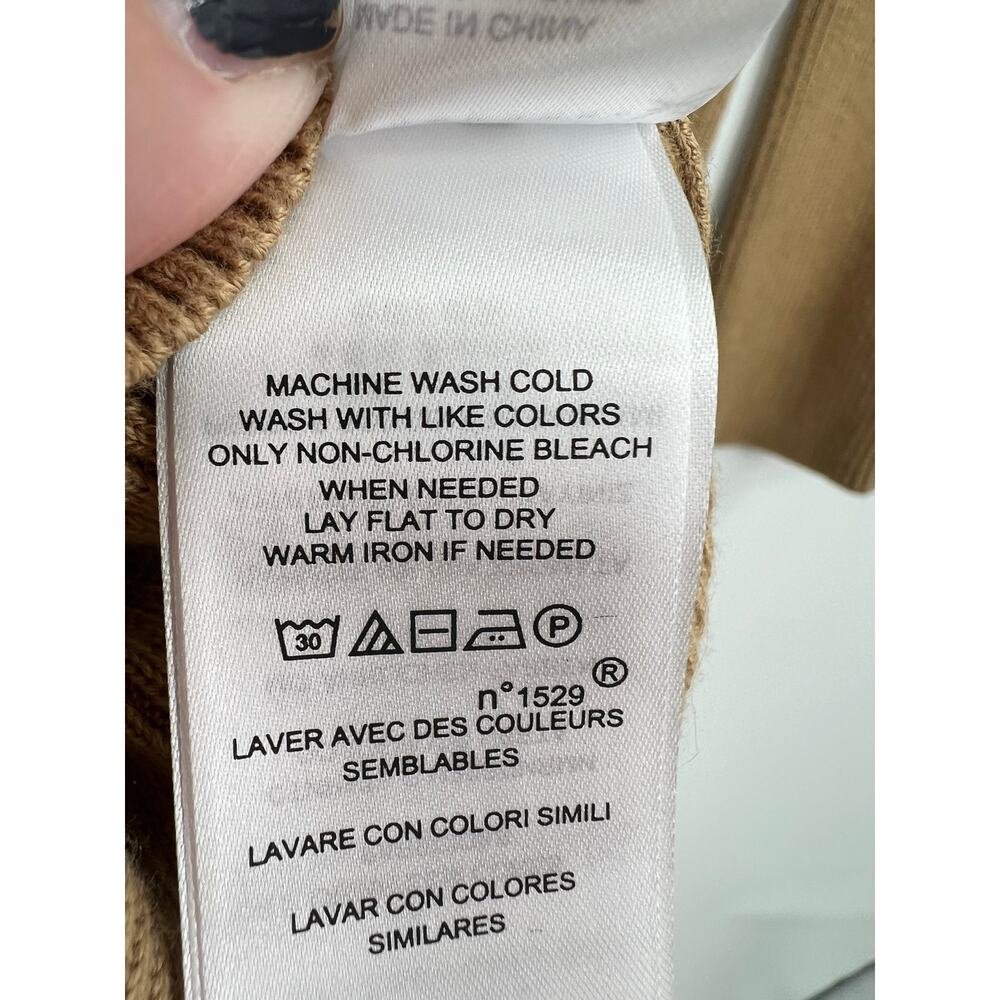 MADE IN CHINA
MACHINE WASH COLD
WASH WITH LIKE COLORS
ONLY NON-CHLORINE BLEACH
WHEN NEEDED
LAY FLAT TO DRY
WARM IRON IF NEEDED
30 P
n°1529 ®
LAVER AVEC DES COULEURS
SEMBLABLES
LAVARE CON COLORI SIMILI
LAVAR CON COLORES
SIMILARES